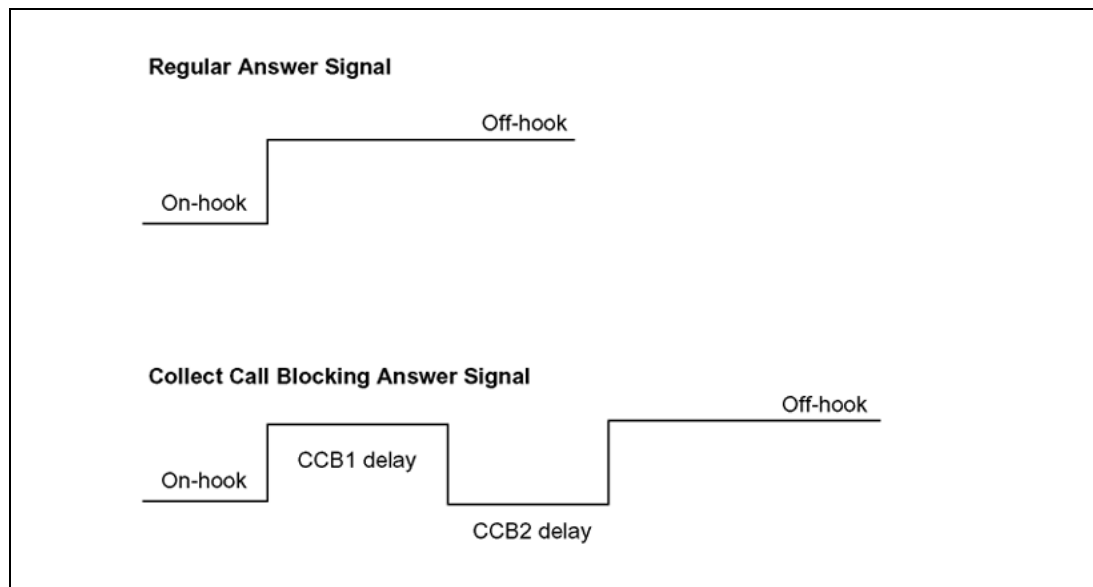 Regular Answer Signal
Off-hook
On-hook
Collect Call Blocking Answer Signal
Off-hook
CCB1 delay
On-hook
CCB2 delay